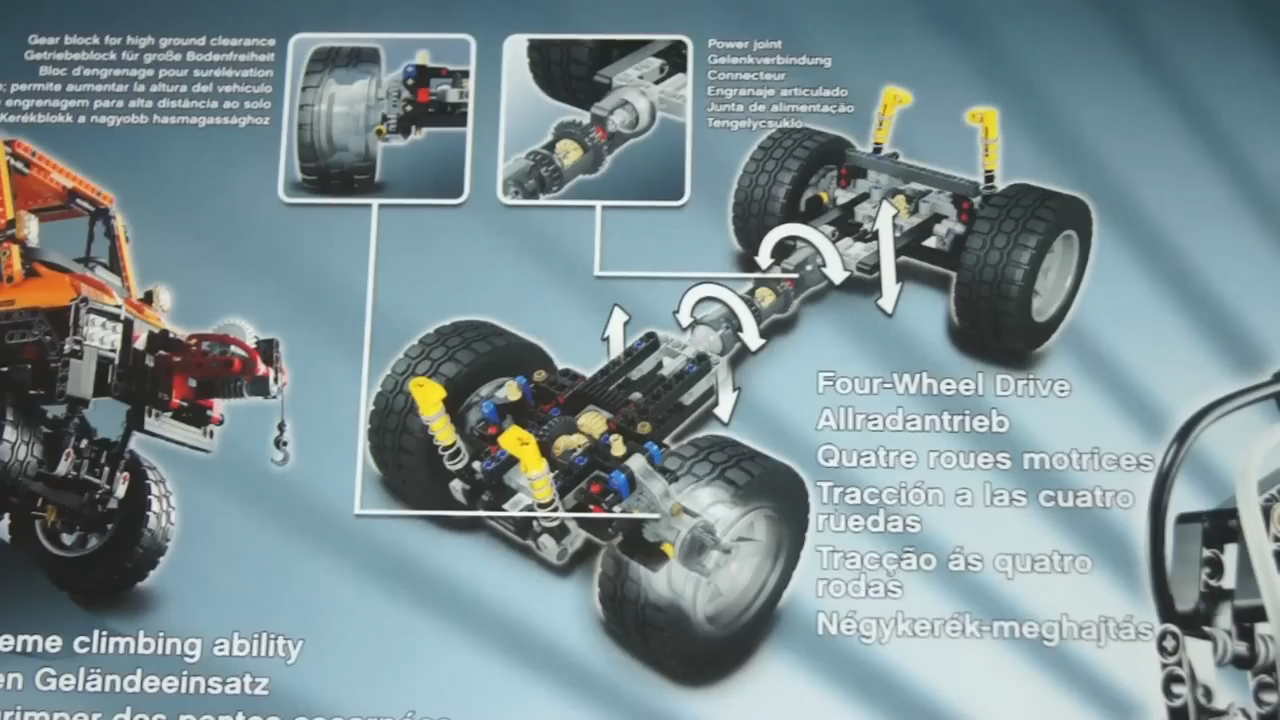 Gear block for high ground clearance
Getriebeblock für große Bodenfreiheit
Bloc d'engrenage pour surélévation
; permite aumentar la altura del vehículo
engrenagem para alta distância ao solo
Kerékblokk a nagyobb hasmagassághoz
Power joint
Gelenkverbindung
Connecteur
Engranaje articulado
Junta de alimentação
Tengelycsukló
Four-Wheel Drive
Allradantrieb
Quatre roues motrices
Tracción a las cuatro
ruedas
Tracção ás quatro
rodas
Négykerék-meghajtás
eme climbing ability
en Geländeeinsatz
grimper des pentes